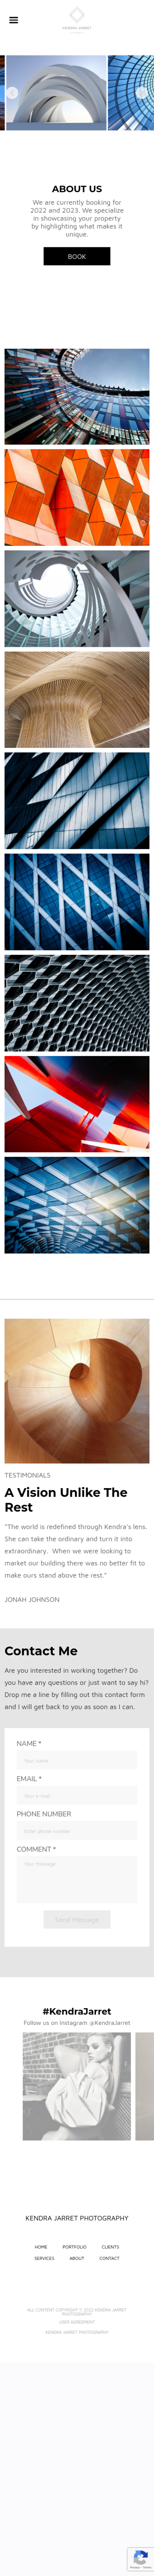 KENDRA JARRET
ABOUT US
We are currently booking for
2022 and 2023. We specialize
in showcasing your property
by highlighting what makes it
unique.
BOOK
TESTIMONIALS
A Vision Unlike The
Rest
"The world is redefined through Kendra's lens.
She can take the ordinary and turn it into
extraordinary.  When we were looking to
market our building there was no better fit to
make ours stand above the rest."
JONAH JOHNSON
Contact Me
Are you interested in working together? Do
you have any questions or just want to say hi?
Drop me a line by filling out this contact form
and I will get back to you as soon as I can.
NAME *
Your name
EMAIL *
Your e-mail
PHONE NUMBER
Enter phone number
COMMENT *
Your message
Send Message
#KendraJarret
Follow us on Instagram @KendraJarret
KENDRA JARRET PHOTOGRAPHY
HOME PORTFOLIO CLIENTS
SERVICES ABOUT CONTACT
ALL CONTENT COPYRIGHT © 2022 KENDRA JARRET
PHOTOGRAPHY
USER AGREEMENT
KENDRA JARRET PHOTOGRAPHY
Privacy - Terms